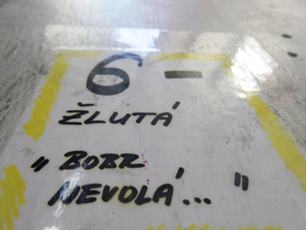 6 -
ŽLUTÁ
„ BOBR
NEVOLÁ... "